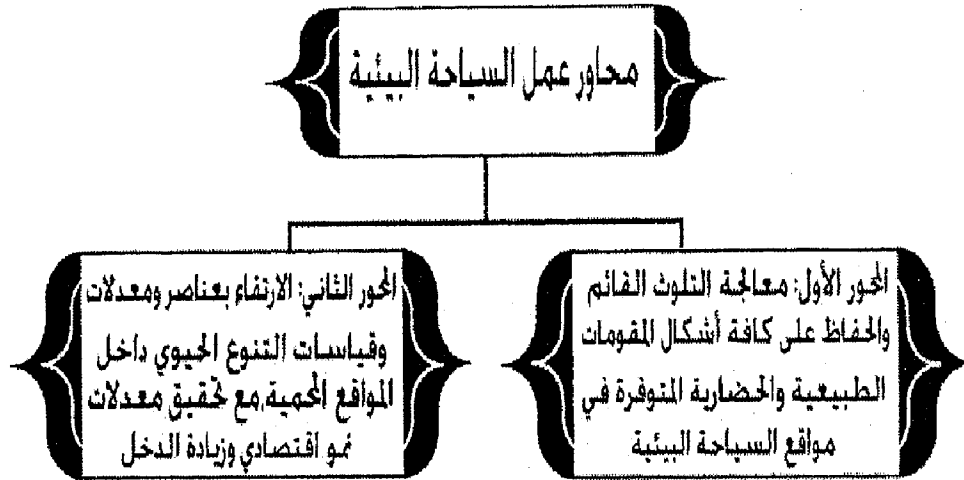 محاور عمل السياحة البيئية
المحور الأول: معالجة التلوث القائم
والحفاظ على كافة أشكال المقومات
الطبيعية والحضارية المتوفرة في
مواقع السياحة البيئية
المحور الثاني: الارتفاع بعناصر ومعدلات
وقياسات التنوع الحيوي داخل
المواقع المحمية,مع تحقيق معدلات
نمو اقتصادي وزيادة الدخل